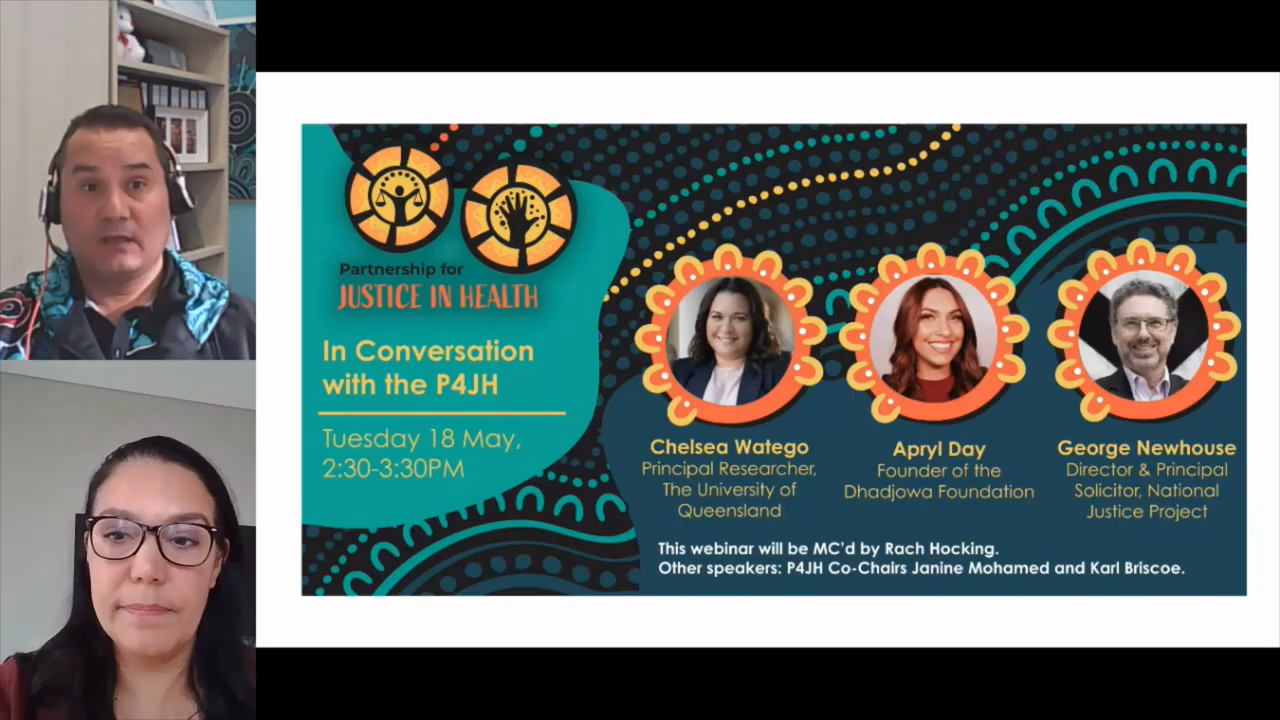 Partnership for
JUSTICE IN HEALTH
In Conversation
with the P4JH
Tuesday 18 May,
2:30-3:30PM
Chelsea Watego
Principal Researcher,
The University of
Queensland
Apryl Day
Founder of the
Dhadjowa Foundation
George Newhouse
Director & Principal
Solicitor, National
Justice Project
This webinar will be MC'd by Rach Hocking.
Other speakers: P4JH Co-Chairs Janine Mohamed and Karl Briscoe.